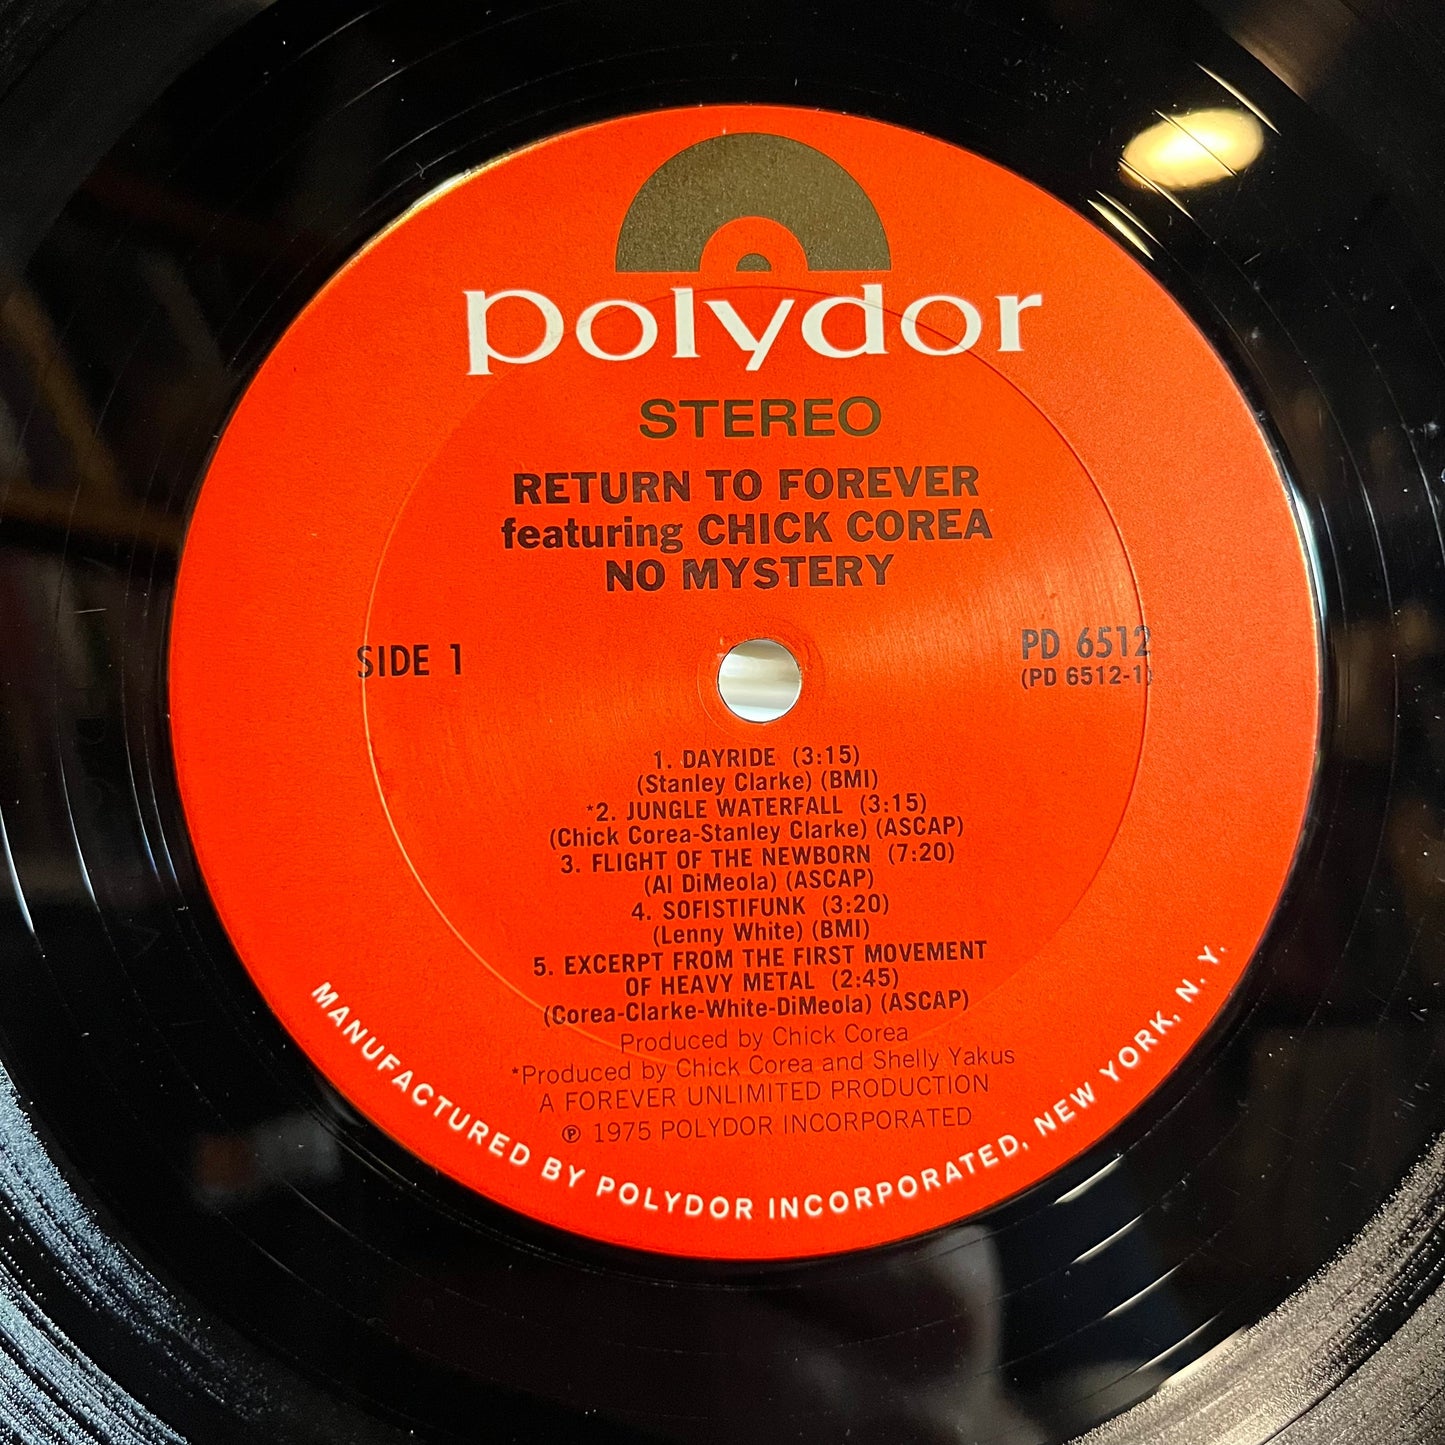 polydor
STEREO
RETURN TO FOREVER
featuring CHICK COREA
NO MYSTERY
SIDE 1
PD 6512
(PD 6512-1)
1. DAYRIDE (3:15)
(Stanley Clarke) (BMI)
*2. JUNGLE WATERFALL (3:15)
(Chick Corea-Stanley Clarke) (ASCAP)
3. FLIGHT OF THE NEWBORN (7:20)
(Al DiMeola) (ASCAP)
4. SOFISTIFUNK (3:20)
(Lenny White) (BMI)
5. EXCERPT FROM THE FIRST MOVEMENT
OF HEAVY METAL (2:45)
(Corea-Clarke-White-DiMeola) (ASCAP)
Produced by Chick Corea
*Produced by Chick Corea and Shelly Yakus
A FOREVER UNLIMITED PRODUCTION
℗ 1975 POLYDOR INCORPORATED
MANUFACTURED BY POLYDOR INCORPORATED, NEW YORK, N. Y.